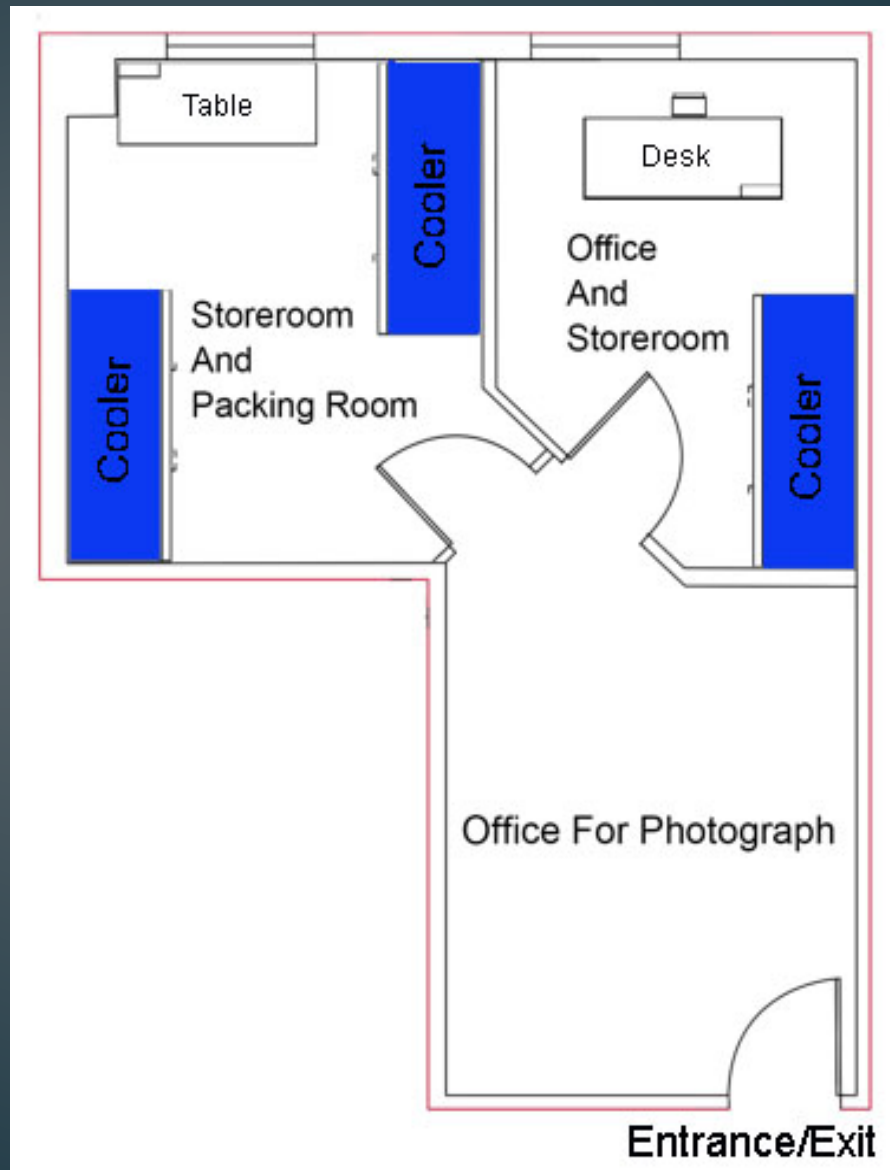 Table
Cooler
Desk
Office
And
Storeroom
Storeroom
And
Packing Room
Cooler
Cooler
Office For Photograph
Entrance/Exit